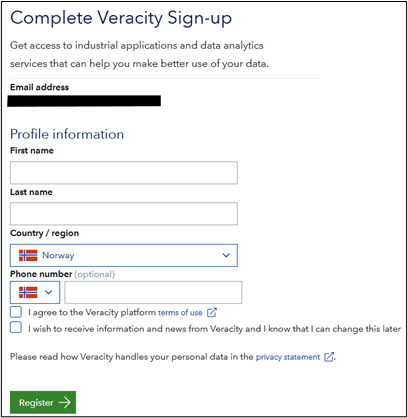 Complete Veracity Sign-up
Get access to industrial applications and data analytics
services that can help you make better use of your data.
Email address
Profile information
First name
Last name
Country / region
Norway
Phone number (optional)
I agree to the Veracity platform terms of use
I wish to receive information and news from Veracity and I know that I can change this later
Please read how Veracity handles your personal data in the privacy statement.
Register